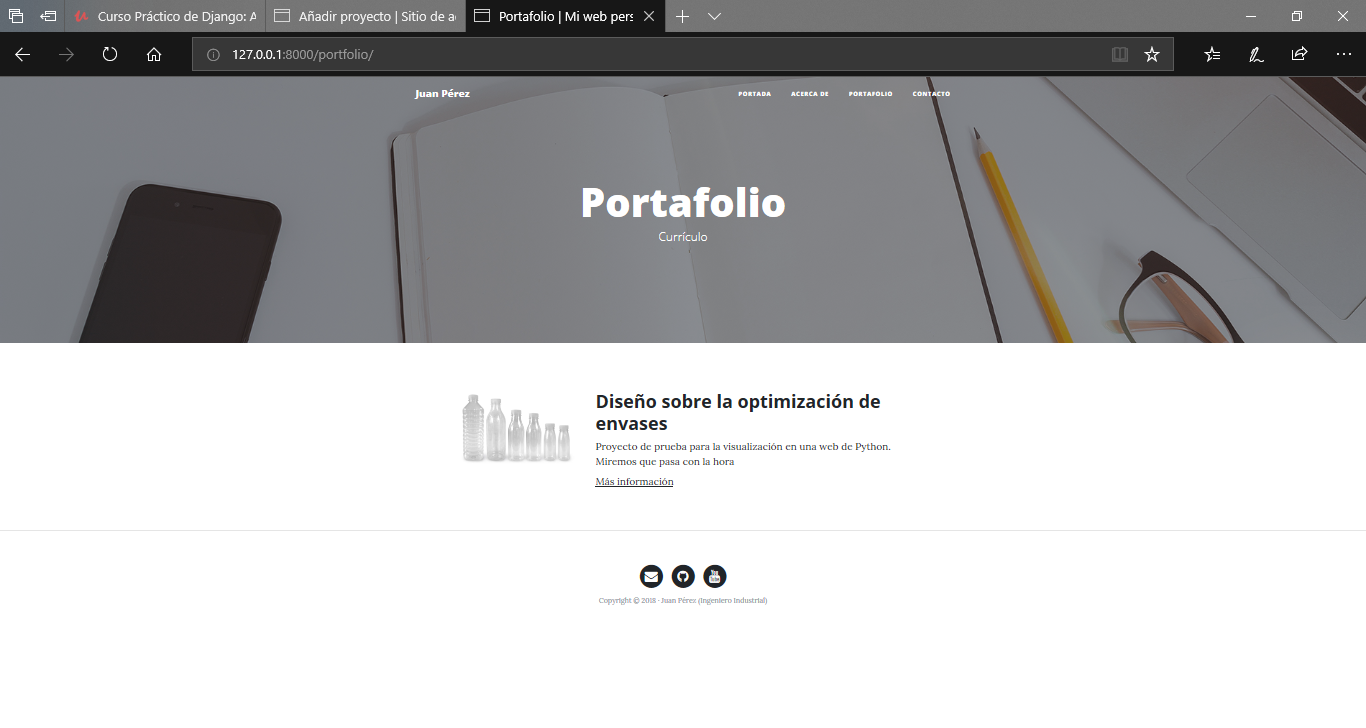 Curso Práctico de Django: A
Añadir proyecto | Sitio de a
Portafolio | Mi web pers
127.0.0.1:8000/portfolio/
Juan Pérez
PORTADA ACERCA DE PORTAFOLIO CONTACTO
Portafolio
Currículo
Diseño sobre la optimización de
envases
Proyecto de prueba para la visualización en una web de Python.
Miremos que pasa con la hora
Más información
Copyright © 2018 · Juan Pérez (Ingeniero Industrial)